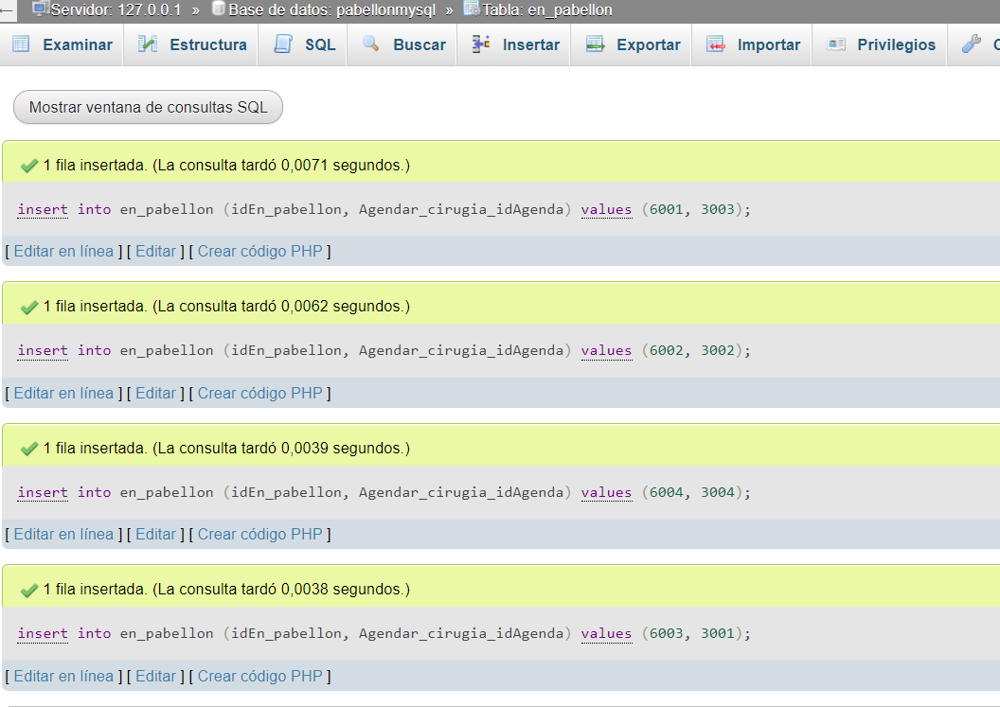 Servidor: 127.0.0.1 » Base de datos: pabellonmysql » Tabla: en_pabellon
Examinar Estructura SQL Buscar Insertar Exportar Importar Privilegios
Mostrar ventana de consultas SQL
1 fila insertada. (La consulta tardó 0,0071 segundos.)
insert into en_pabellon (idEn_pabellon, Agendar_cirugia_idAgenda) values (6001, 3003);
[ Editar en línea ] [ Editar ] [ Crear código PHP ]
1 fila insertada. (La consulta tardó 0,0062 segundos.)
insert into en_pabellon (idEn_pabellon, Agendar_cirugia_idAgenda) values (6002, 3002);
[ Editar en línea ] [ Editar ] [ Crear código PHP ]
1 fila insertada. (La consulta tardó 0,0039 segundos.)
insert into en_pabellon (idEn_pabellon, Agendar_cirugia_idAgenda) values (6004, 3004);
[ Editar en línea ] [ Editar ] [ Crear código PHP ]
1 fila insertada. (La consulta tardó 0,0038 segundos.)
insert into en_pabellon (idEn_pabellon, Agendar_cirugia_idAgenda) values (6003, 3001);
[ Editar en línea ] [ Editar ] [ Crear código PHP ]